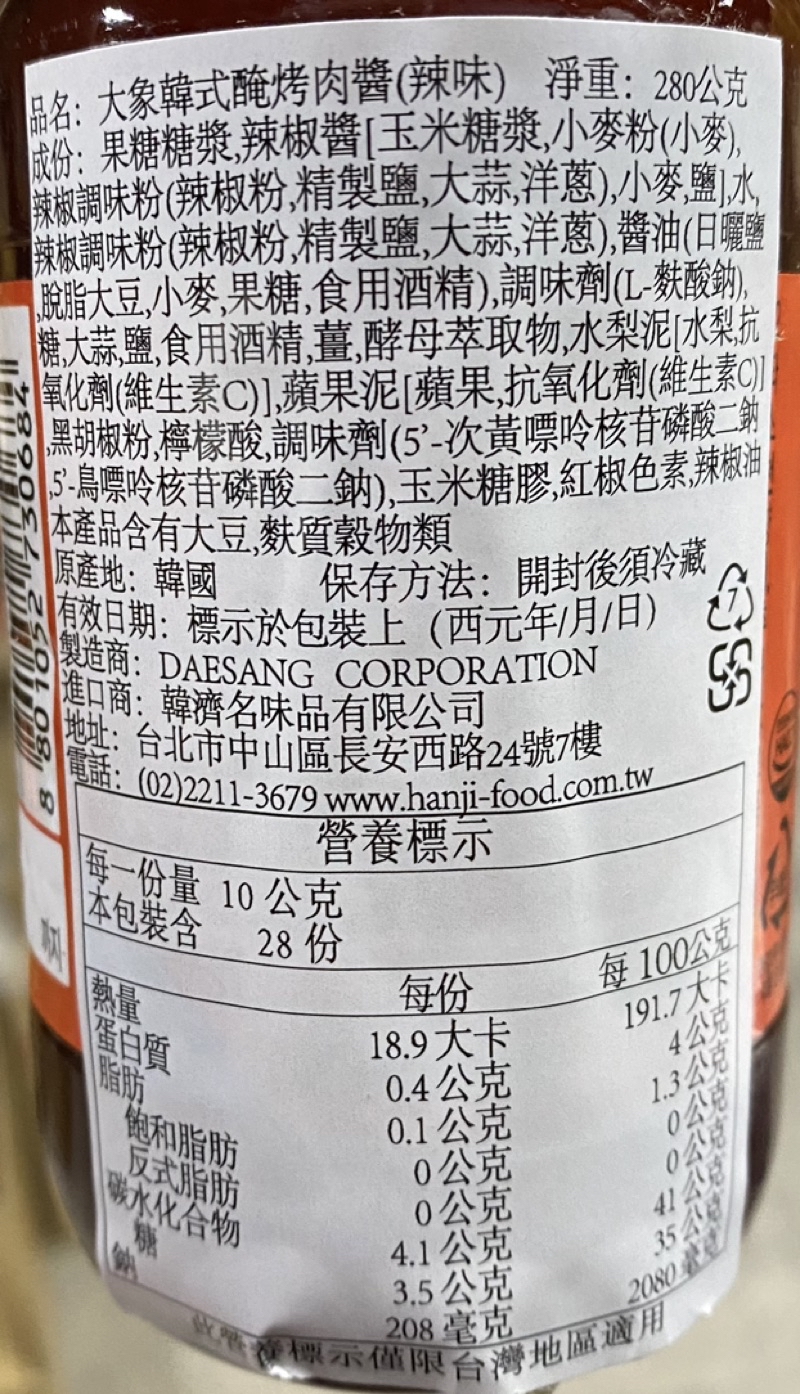 品名: 大象韓式醃烤肉醬(辣味) 淨重: 280公克
成份: 果糖糖漿,辣椒醬[玉米糖漿,小麥粉(小麥),
辣椒調味粉(辣椒粉,精製鹽,大蒜,洋蔥),小麥,鹽],水,
辣椒調味粉(辣椒粉,精製鹽,大蒜,洋蔥),醬油(日曬鹽
,脫脂大豆,小麥,果糖,食用酒精),調味劑(L-麩酸鈉),
糖,大蒜,鹽,食用酒精,薑,酵母萃取物,水梨泥[水梨,抗
氧化劑(維生素C)],蘋果泥[蘋果,抗氧化劑(維生素C)]
,黑胡椒粉,檸檬酸,調味劑(5'-次黃嘌呤核苷磷酸二鈉
,5'-鳥嘌呤核苷磷酸二鈉),玉米糖膠,紅椒色素,辣椒油
本產品含有大豆,麩質穀物類
原產地: 韓國 保存方法: 開封後須冷藏
有效日期: 標示於包裝上 (西元年/月/日)
7
製造商: DAESANG CORPORATION
進口商: 韓濟名味品有限公司
地址: 台北市中山區長安西路24號7樓
電話: (02)2211-3679 www.hanji-food.com.tw
營養標示
每一份量 10 公克
本包裝含 28 份
每份 每 100公克
熱量 18.9 大卡 191.7 大卡
蛋白質 0.4 公克 4 公克
脂肪 0.1 公克 1.3 公克
飽和脂肪 0 公克 0 公克
反式脂肪 0 公克 0 公克
碳水化合物 4.1 公克 41 公克
糖 3.5 公克 35 公克
鈉 208 毫克 2080 毫克
此營養標示僅限台灣地區適用
8 801052 730684